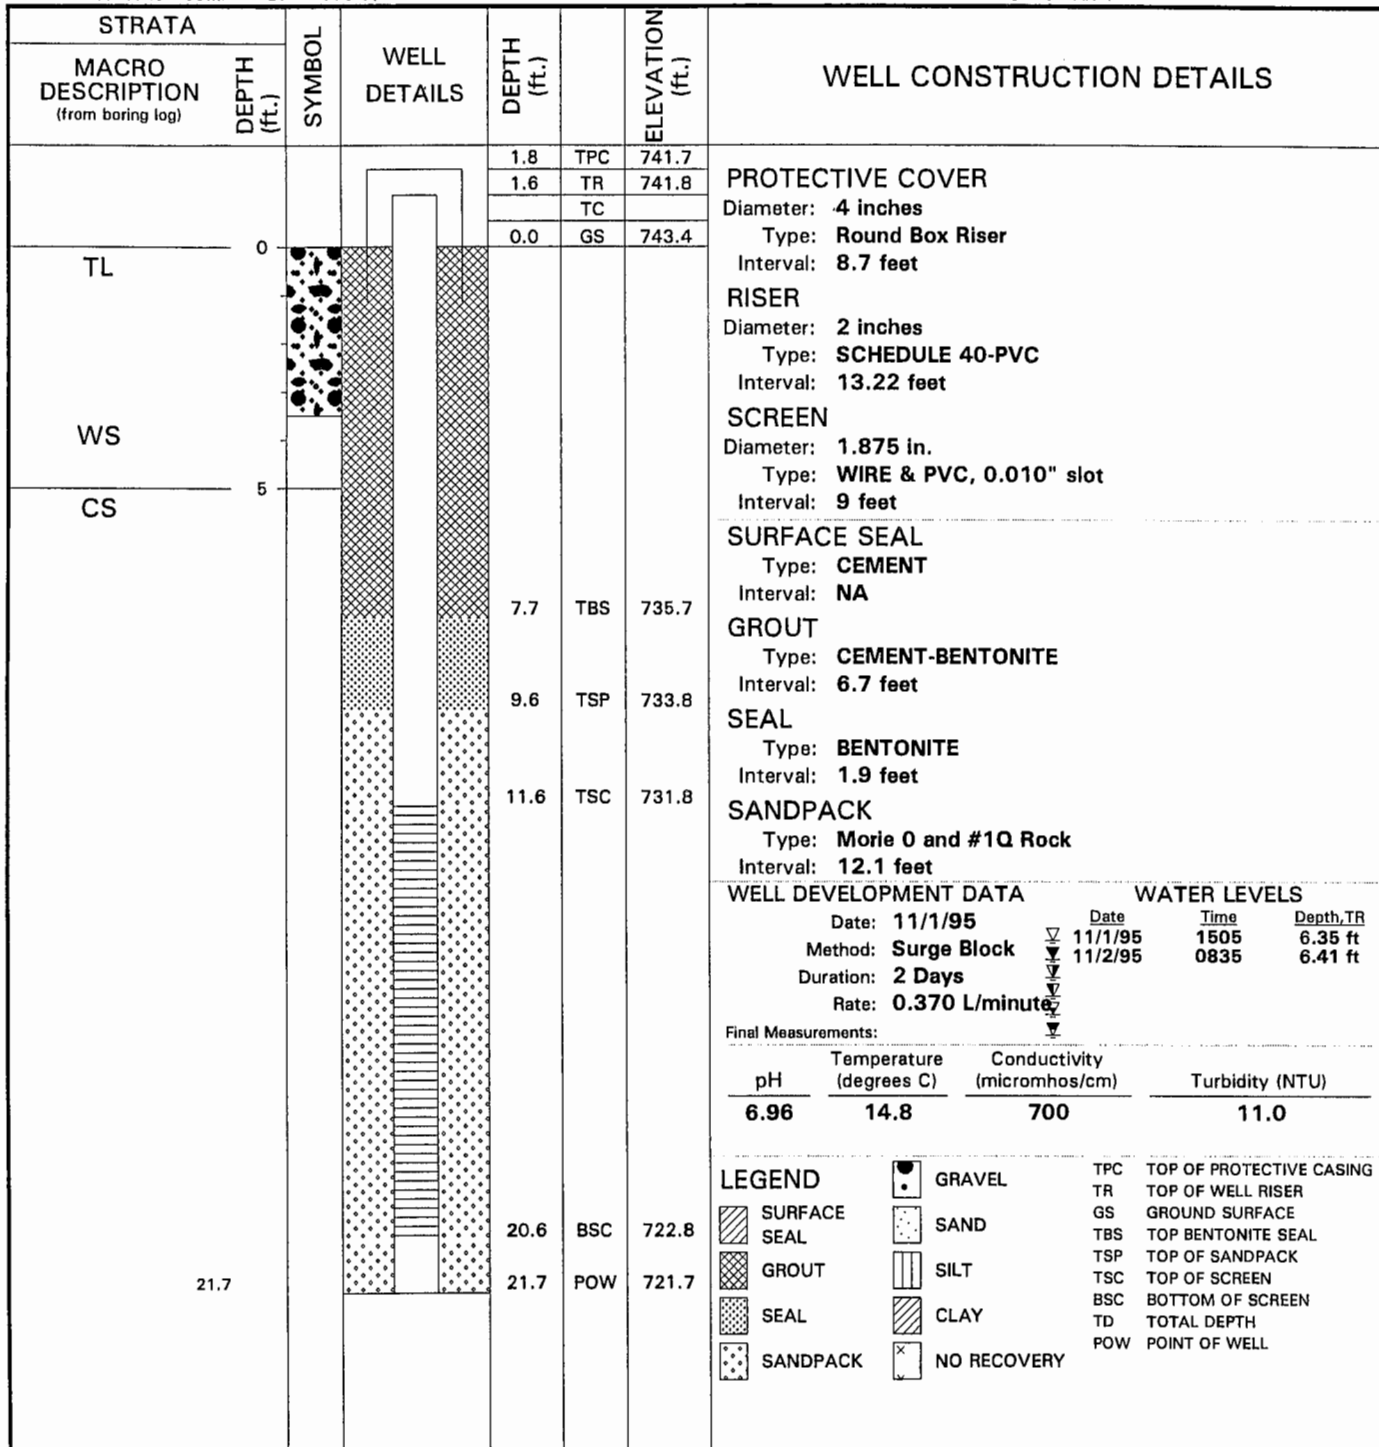 STRATA
MACRO
DESCRIPTION
(from boring log)
DEPTH
(ft.)
SYMBOL
WELL
DETAILS
DEPTH
(ft.)
ELEVATION
(ft.)
WELL CONSTRUCTION DETAILS
1.8 TPC 741.7
1.6 TR 741.8
TC
0.0 GS 743.4
0
TL
WS
5
CS
7.7 TBS 735.7
9.6 TSP 733.8
11.6 TSC 731.8
20.6 BSC 722.8
21.7
21.7 POW 721.7
PROTECTIVE COVER
Diameter: 4 inches
Type: Round Box Riser
Interval: 8.7 feet
RISER
Diameter: 2 inches
Type: SCHEDULE 40-PVC
Interval: 13.22 feet
SCREEN
Diameter: 1.875 in.
Type: WIRE & PVC, 0.010" slot
Interval: 9 feet
SURFACE SEAL
Type: CEMENT
Interval: NA
GROUT
Type: CEMENT-BENTONITE
Interval: 6.7 feet
SEAL
Type: BENTONITE
Interval: 1.9 feet
SANDPACK
Type: Morie 0 and #1Q Rock
Interval: 12.1 feet
WELL DEVELOPMENT DATA
Date: 11/1/95
Method: Surge Block
Duration: 2 Days
Rate: 0.370 L/minute
Final Measurements:
WATER LEVELS
Date Time Depth,TR
11/1/95 1505 6.35 ft
11/2/95 0835 6.41 ft
pH Temperature (degrees C) Conductivity (micromhos/cm) Turbidity (NTU)
6.96 14.8 700 11.0
LEGEND
SURFACE
SEAL
GROUT
SEAL
SANDPACK
GRAVEL
SAND
SILT
CLAY
NO RECOVERY
TPC TOP OF PROTECTIVE CASING
TR TOP OF WELL RISER
GS GROUND SURFACE
TBS TOP BENTONITE SEAL
TSP TOP OF SANDPACK
TSC TOP OF SCREEN
BSC BOTTOM OF SCREEN
TD TOTAL DEPTH
POW POINT OF WELL